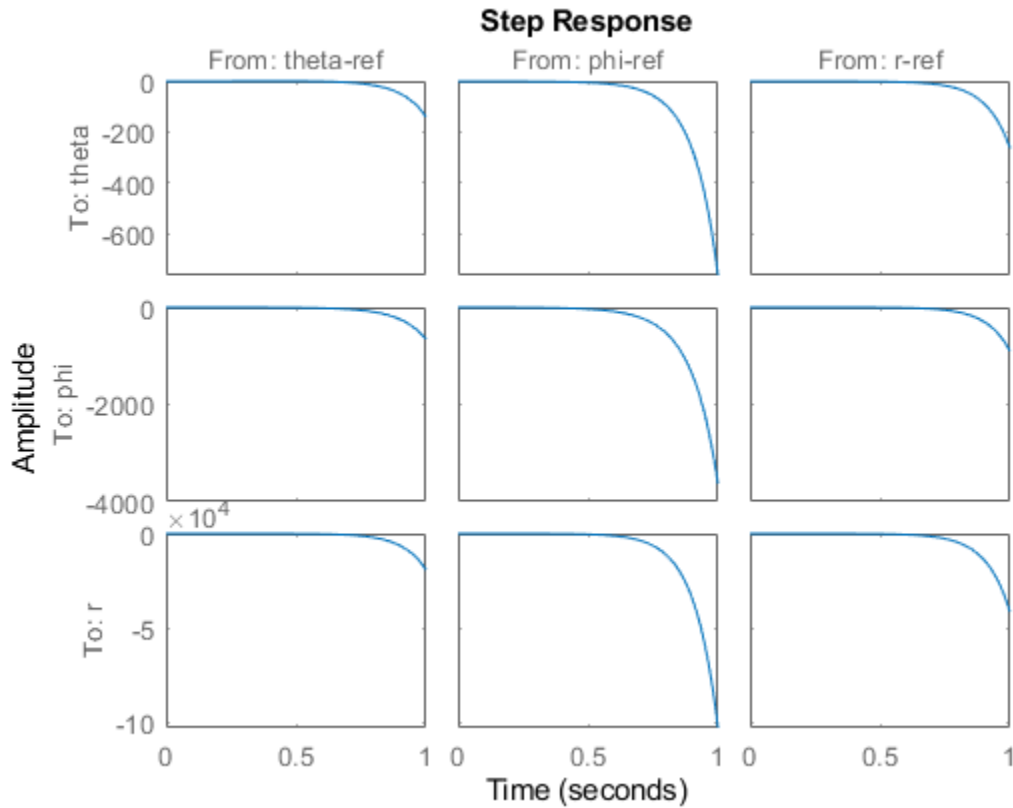 Step Response
From: theta-ref From: phi-ref From: r-ref
To: theta
0
-200
-400
-600
Amplitude
To: phi
0
-2000
-4000
×10^4
To: r
0
-5
-10
0 0.5 1 0 0.5 1 0 0.5 1
Time (seconds)